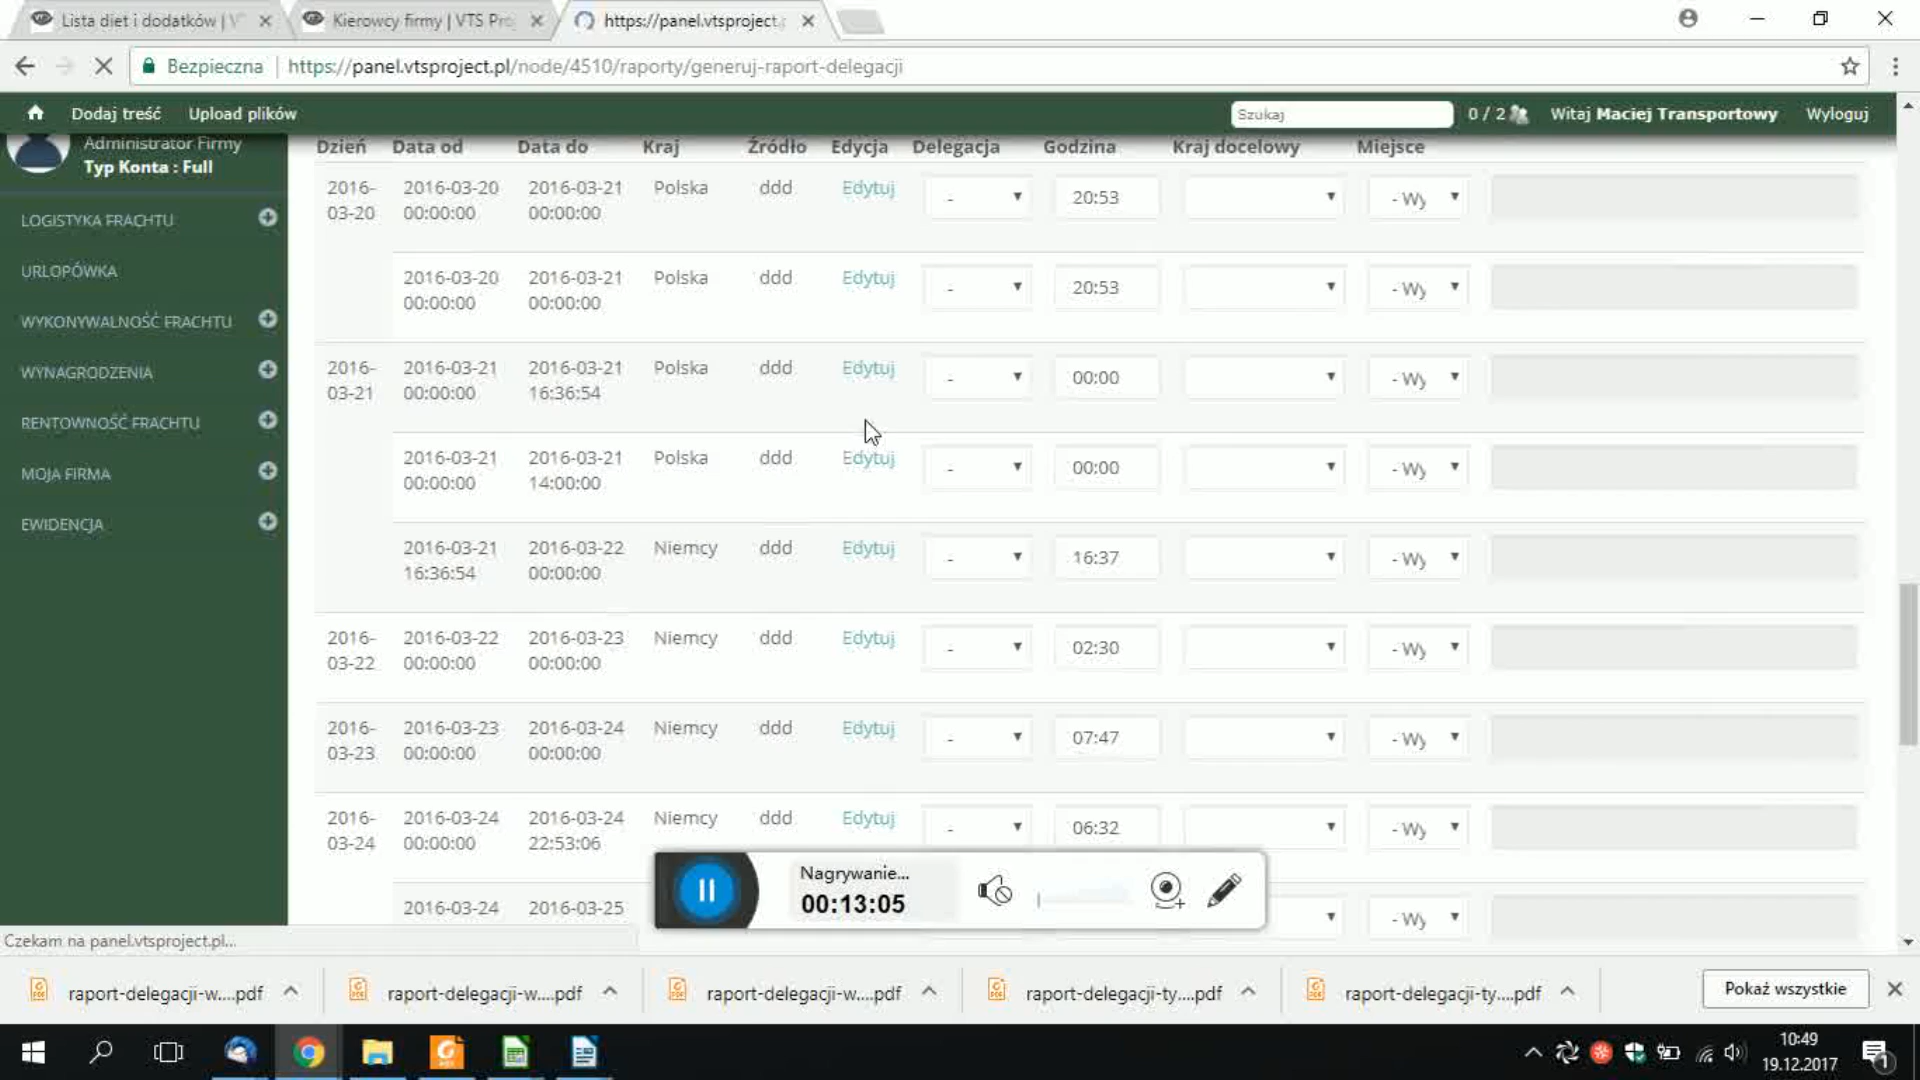 Lista diet i dodatków | V
Kierowcy firmy | VTS Pro
https://panel.vtsproject.p
Bezpieczna
https://panel.vtsproject.pl/node/4510/raporty/generuj-raport-delegacji
Dodaj treść
Upload plików
Szukaj
0 / 2
Witaj Maciej Transportowy
Wyloguj
Administrator Firmy
Typ Konta : Full
LOGISTYKA FRACHTU
URLOPÓWKA
WYKONYWALNOŚĆ FRACHTU
WYNAGRODZENIA
RENTOWNOŚĆ FRACHTU
MOJA FIRMA
EWIDENCJA
Dzień Data od Data do Kraj Źródło Edycja Delegacja Godzina Kraj docelowy Miejsce
2016- 2016-03-20 2016-03-21 Polska ddd Edytuj - 20:53 - Wy
03-20 00:00:00 00:00:00
2016-03-20 2016-03-21 Polska ddd Edytuj - 20:53 - Wy
00:00:00 00:00:00
2016- 2016-03-21 2016-03-21 Polska ddd Edytuj - 00:00 - Wy
03-21 00:00:00 16:36:54
2016-03-21 2016-03-21 Polska ddd Edytuj - 00:00 - Wy
00:00:00 14:00:00
2016-03-21 2016-03-22 Niemcy ddd Edytuj - 16:37 - Wy
16:36:54 00:00:00
2016- 2016-03-22 2016-03-23 Niemcy ddd Edytuj - 02:30 - Wy
03-22 00:00:00 00:00:00
2016- 2016-03-23 2016-03-24 Niemcy ddd Edytuj - 07:47 - Wy
03-23 00:00:00 00:00:00
2016- 2016-03-24 2016-03-24 Niemcy ddd Edytuj - 06:32 - Wy
03-24 00:00:00 22:53:06
2016-03-24 2016-03-25 - Wy
Nagrywanie...
00:13:05
Czekam na panel.vtsproject.pl...
raport-delegacji-w....pdf
raport-delegacji-w....pdf
raport-delegacji-w....pdf
raport-delegacji-ty....pdf
raport-delegacji-ty....pdf
Pokaż wszystkie
10:49
19.12.2017
1